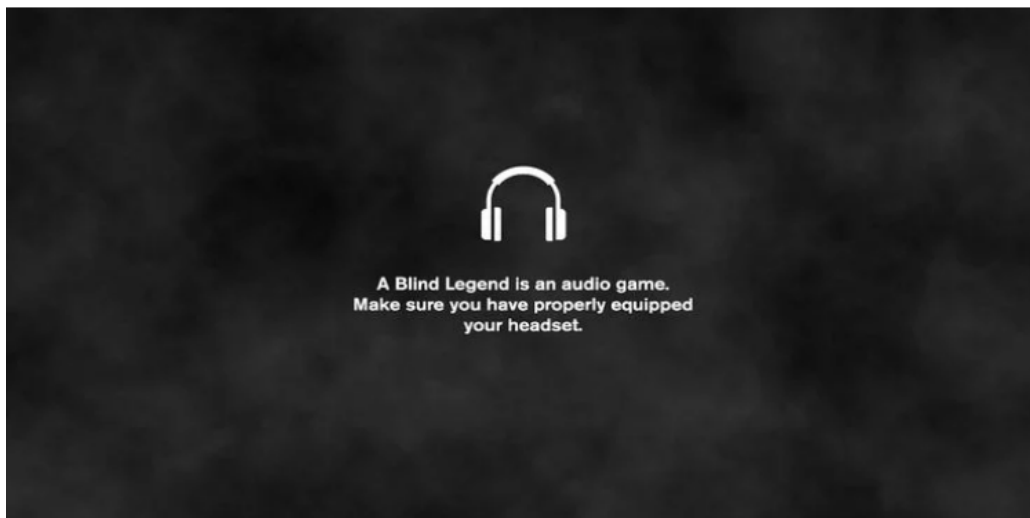 A Blind Legend is an audio game.
Make sure you have properly equipped
your headset.